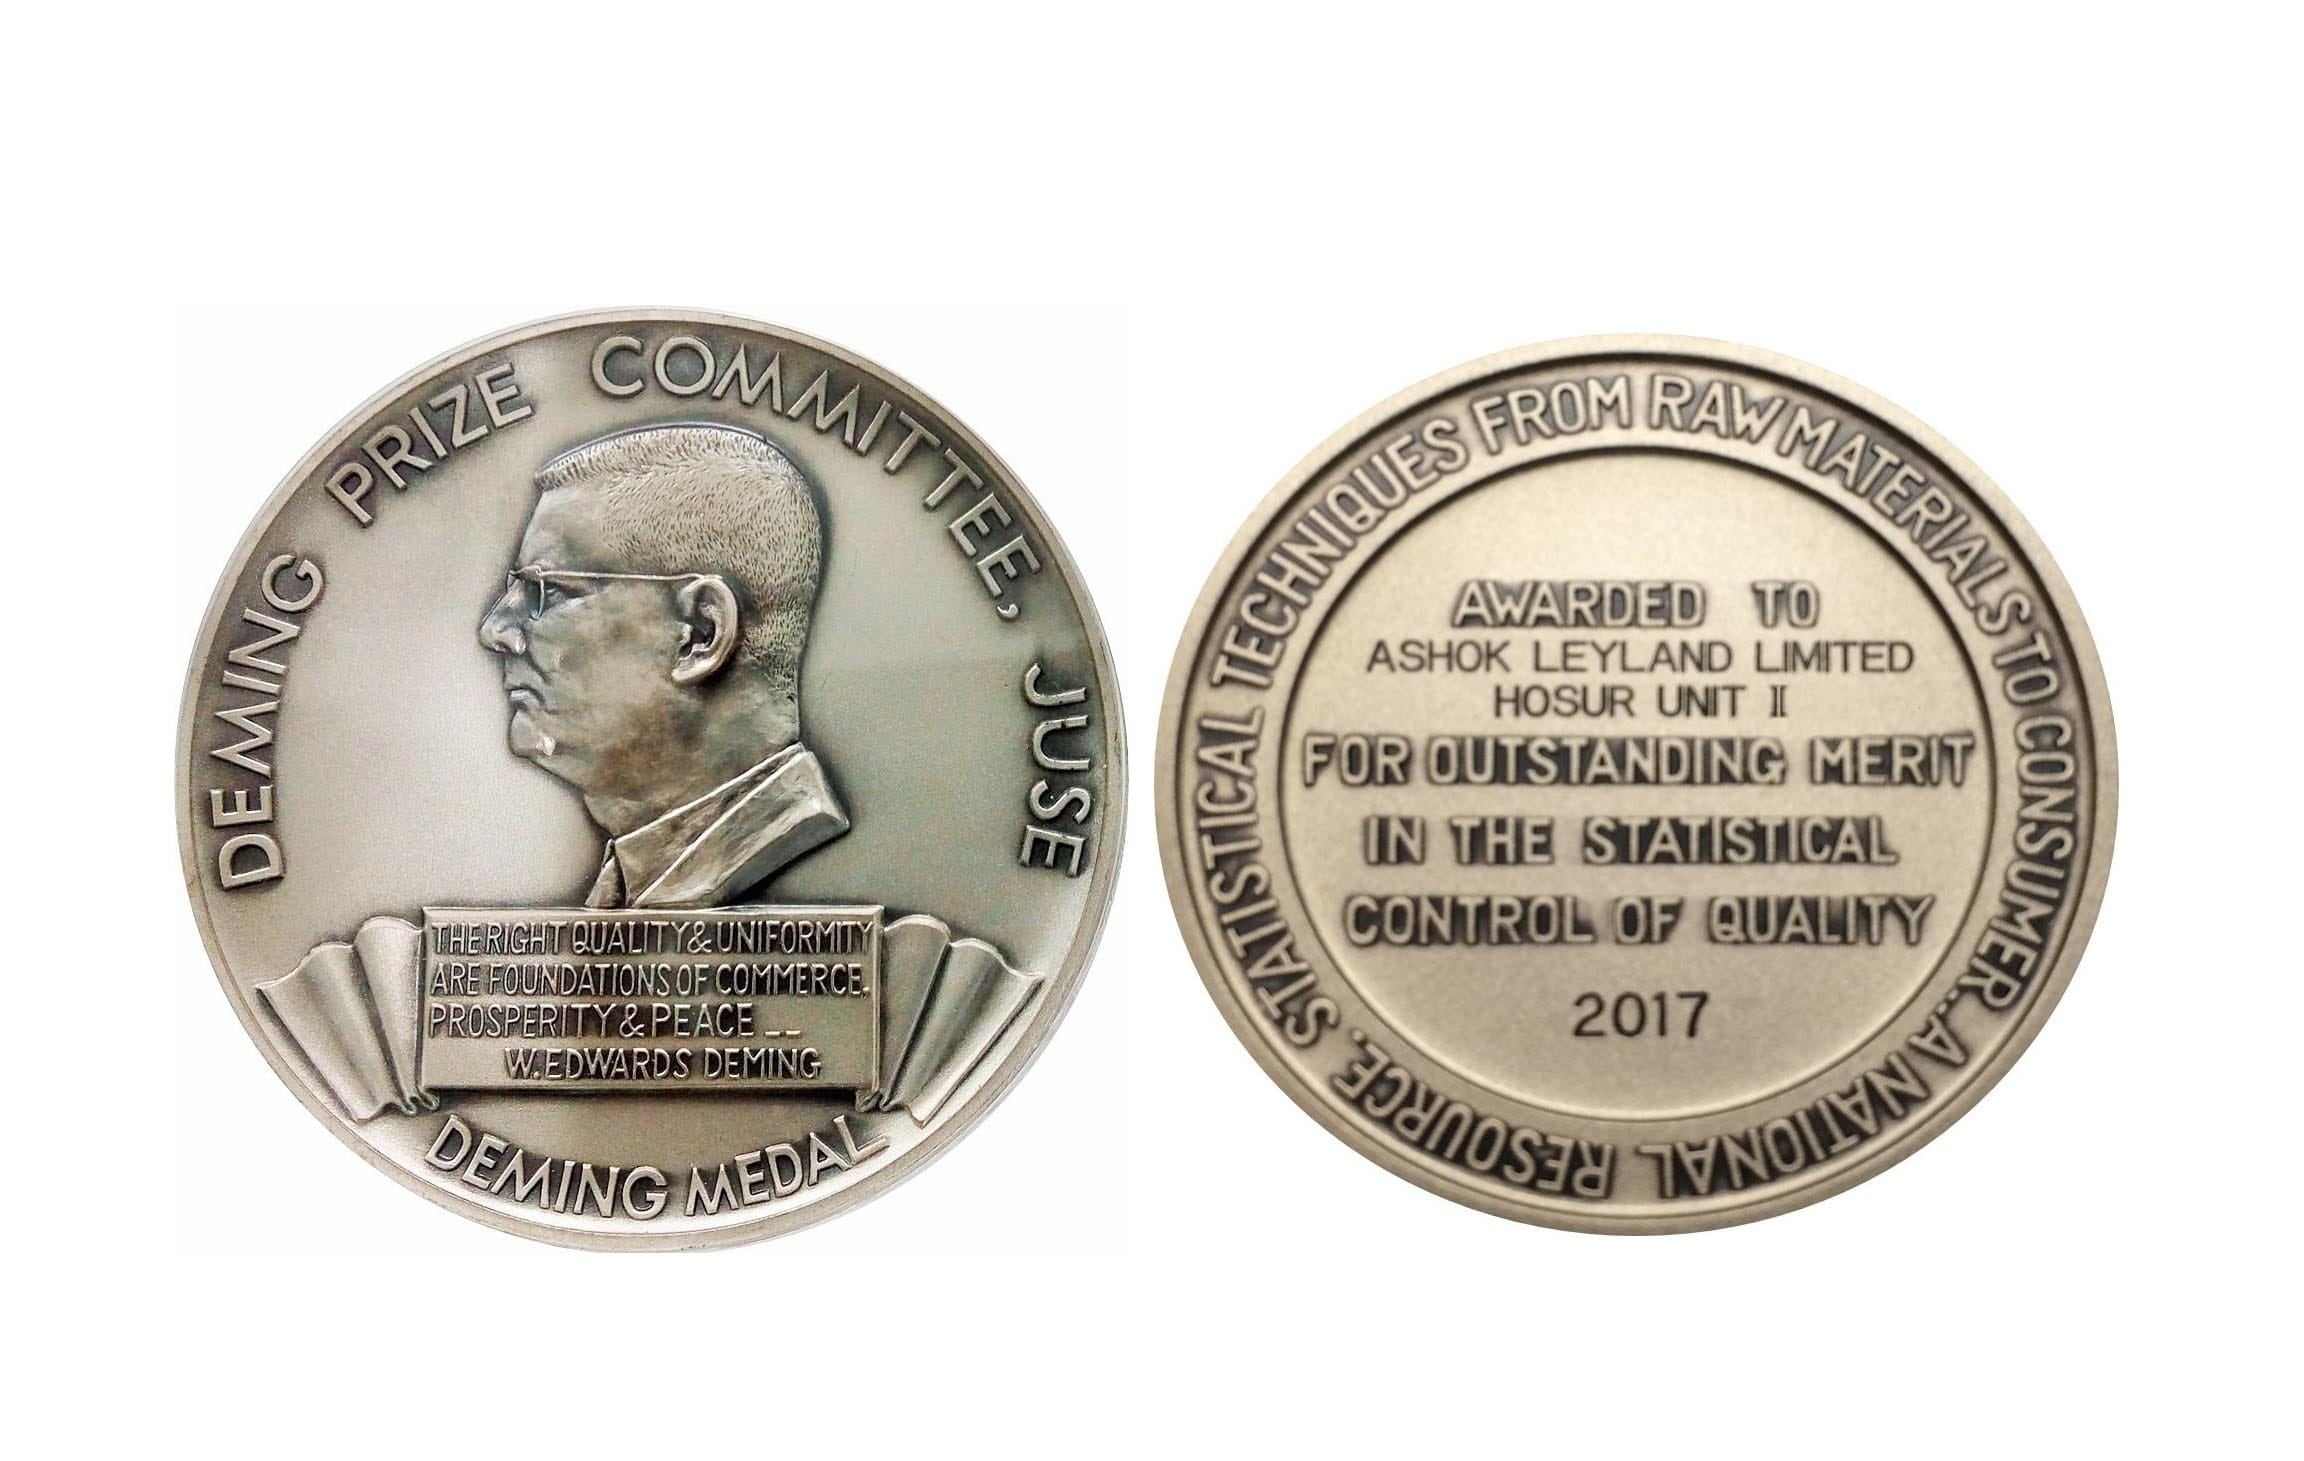 DEMING PRIZE COMMITTEE, JUSE
THE RIGHT QUALITY & UNIFORMITY
ARE FOUNDATIONS OF COMMERCE,
PROSPERITY & PEACE _ _
W. EDWARDS DEMING
DEMING MEDAL
STATISTICAL TECHNIQUES FROM RAW MATERIALS TO CONSUMER...A NATIONAL RESOURCE.
AWARDED TO
ASHOK LEYLAND LIMITED
HOSUR UNIT II
FOR OUTSTANDING MERIT
IN THE STATISTICAL
CONTROL OF QUALITY
2017